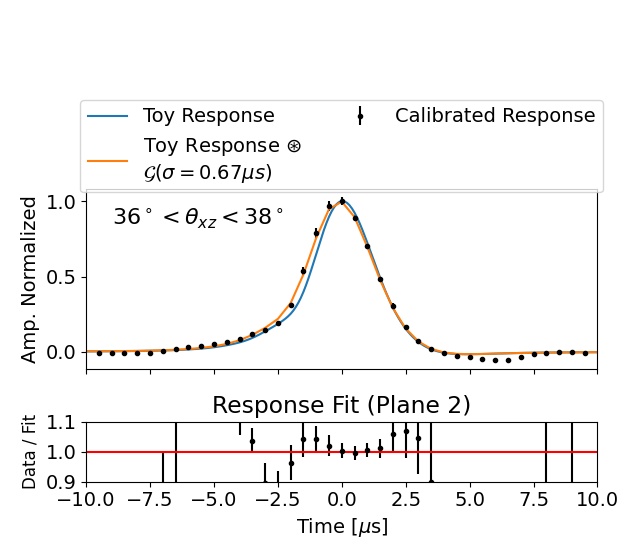 Toy Response
Calibrated Response
Toy Response ⊛
𝒢(σ = 0.67μs)
36° < θxz < 38°
Amp. Normalized
1.0
0.5
0.0
Response Fit (Plane 2)
Data / Fit
1.1
1.0
0.9
−10.0 −7.5 −5.0 −2.5 0.0 2.5 5.0 7.5 10.0
Time [μs]